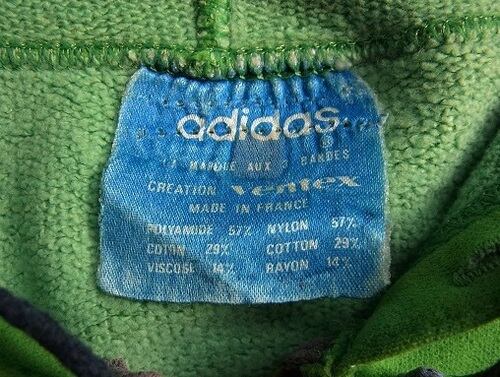 adidas
MARQUE AUX 3 BANDES
CREATION Ventex
MADE IN FRANCE
POLYAMIDE 57% NYLON 57%
COTON 29% COTTON 29%
VISCOSE 14% RAYON 14%